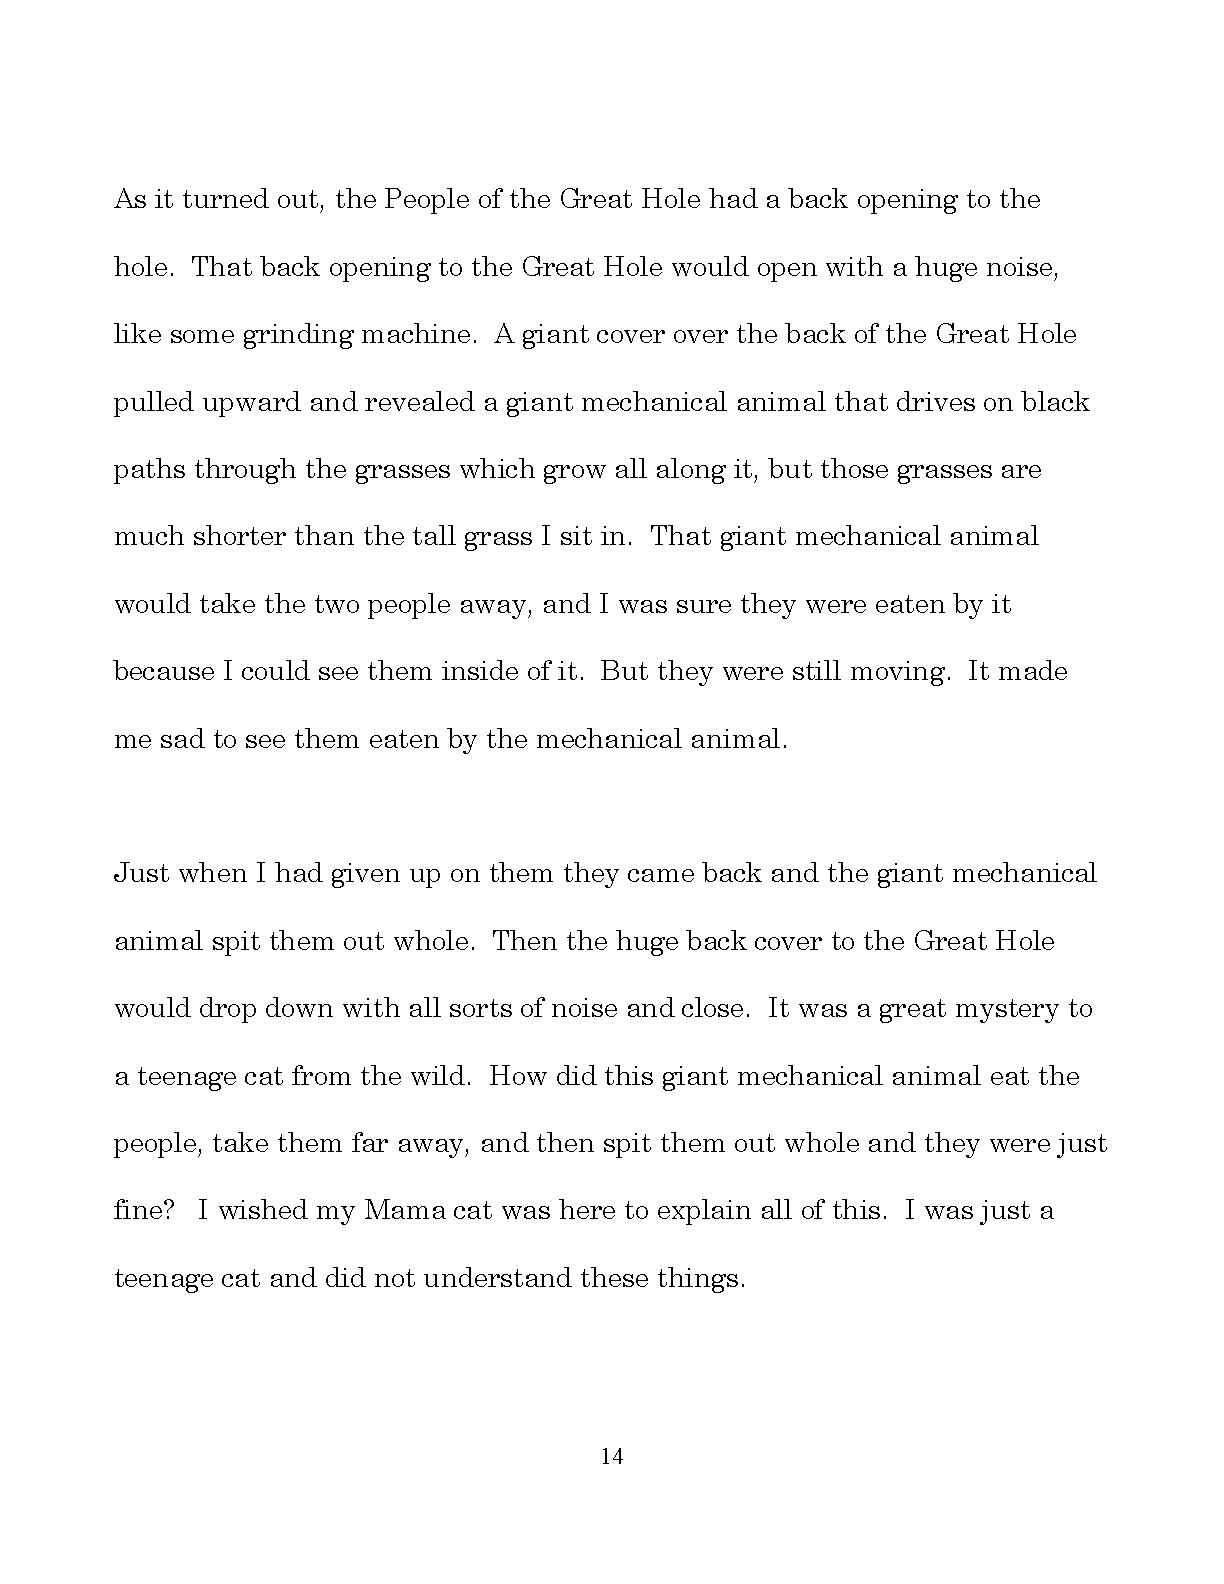 As it turned out, the People of the Great Hole had a back opening to the
hole.  That back opening to the Great Hole would open with a huge noise,
like some grinding machine.  A giant cover over the back of the Great Hole
pulled upward and revealed a giant mechanical animal that drives on black
paths through the grasses which grow all along it, but those grasses are
much shorter than the tall grass I sit in.  That giant mechanical animal
would take the two people away, and I was sure they were eaten by it
because I could see them inside of it.  But they were still moving.  It made
me sad to see them eaten by the mechanical animal.
Just when I had given up on them they came back and the giant mechanical
animal spit them out whole.  Then the huge back cover to the Great Hole
would drop down with all sorts of noise and close.  It was a great mystery to
a teenage cat from the wild.  How did this giant mechanical animal eat the
people, take them far away, and then spit them out whole and they were just
fine?   I wished my Mama cat was here to explain all of this.  I was just a
teenage cat and did not understand these things.
14